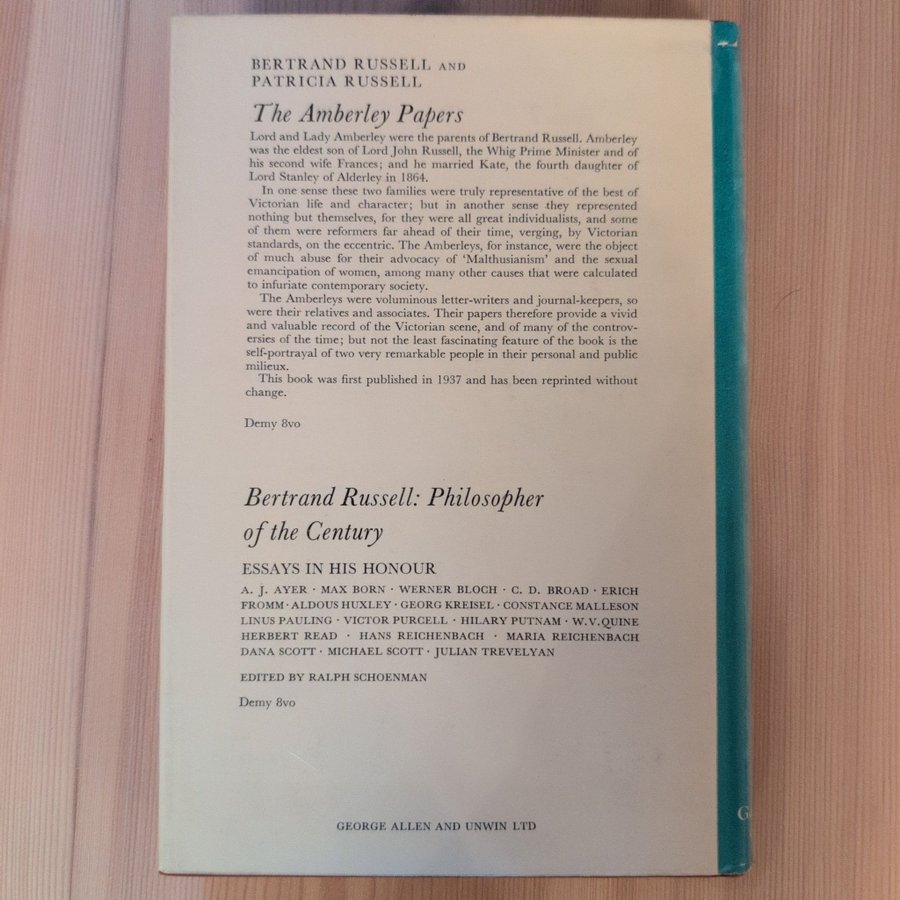 BERTRAND RUSSELL AND
PATRICIA RUSSELL
The Amberley Papers
Lord and Lady Amberley were the parents of Bertrand Russell. Amberley
was the eldest son of Lord John Russell, the Whig Prime Minister and of
his second wife Frances; and he married Kate, the fourth daughter of
Lord Stanley of Alderley in 1864.
In one sense these two families were truly representative of the best of
Victorian life and character; but in another sense they represented
nothing but themselves, for they were all great individualists, and some
of them were reformers far ahead of their time, verging, by Victorian
standards, on the eccentric. The Amberleys, for instance, were the object
of much abuse for their advocacy of ‘Malthusianism’ and the sexual
emancipation of women, among many other causes that were calculated
to infuriate contemporary society.
The Amberleys were voluminous letter-writers and journal-keepers, so
were their relatives and associates. Their papers therefore provide a vivid
and valuable record of the Victorian scene, and of many of the controv-
ersies of the time; but not the least fascinating feature of the book is the
self-portrayal of two very remarkable people in their personal and public
milieux.
This book was first published in 1937 and has been reprinted without
change.
Demy 8vo
Bertrand Russell: Philosopher
of the Century
ESSAYS IN HIS HONOUR
A. J. AYER · MAX BORN · WERNER BLOCH · C. D. BROAD · ERICH
FROMM · ALDOUS HUXLEY · GEORG KREISEL · CONSTANCE MALLESON
LINUS PAULING · VICTOR PURCELL · HILARY PUTNAM · W. V. QUINE
HERBERT READ · HANS REICHENBACH · MARIA REICHENBACH
DANA SCOTT · MICHAEL SCOTT · JULIAN TREVELYAN
EDITED BY RALPH SCHOENMAN
Demy 8vo
GEORGE ALLEN AND UNWIN LTD
G